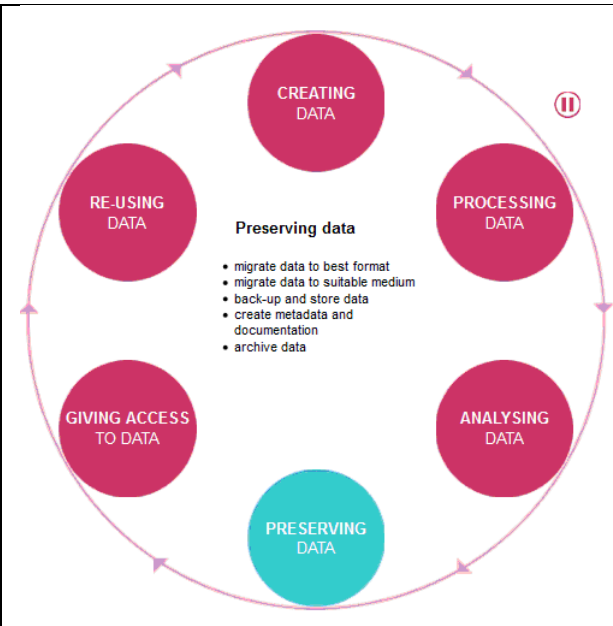 CREATING
DATA
RE-USING
DATA
PROCESSING
DATA
Preserving data
• migrate data to best format
• migrate data to suitable medium
• back-up and store data
• create metadata and
documentation
• archive data
GIVING ACCESS
TO DATA
ANALYSING
DATA
PRESERVING
DATA